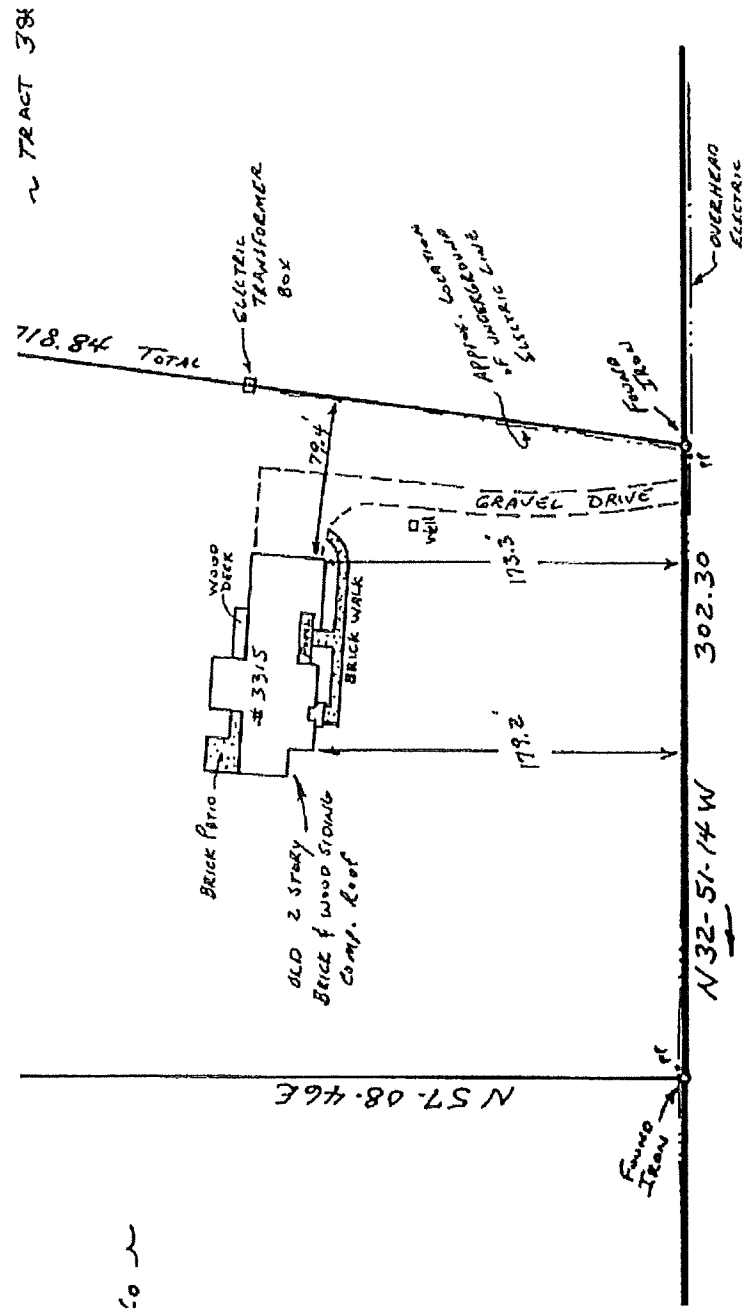 ~ TRACT 38
718.84 TOTAL
ELECTRIC
TRANSFORMER
BOX
79.4'
APPROX. LOCATION
OF UNDERGROUND
ELECTRIC LINE
OVERHEAD
ELECTRIC
FOUND
IRON
PP
GRAVEL DRIVE
WELL
WOOD
DECK
# 3315
BRICK WALK
173.3'
302.30
BRICK PATIO
179.2'
OLD 2 STORY
BRICK & WOOD SIDING
COMP. ROOF
N 32-51-14 W
N 57-08-46 E
PP
FOUND
IRON